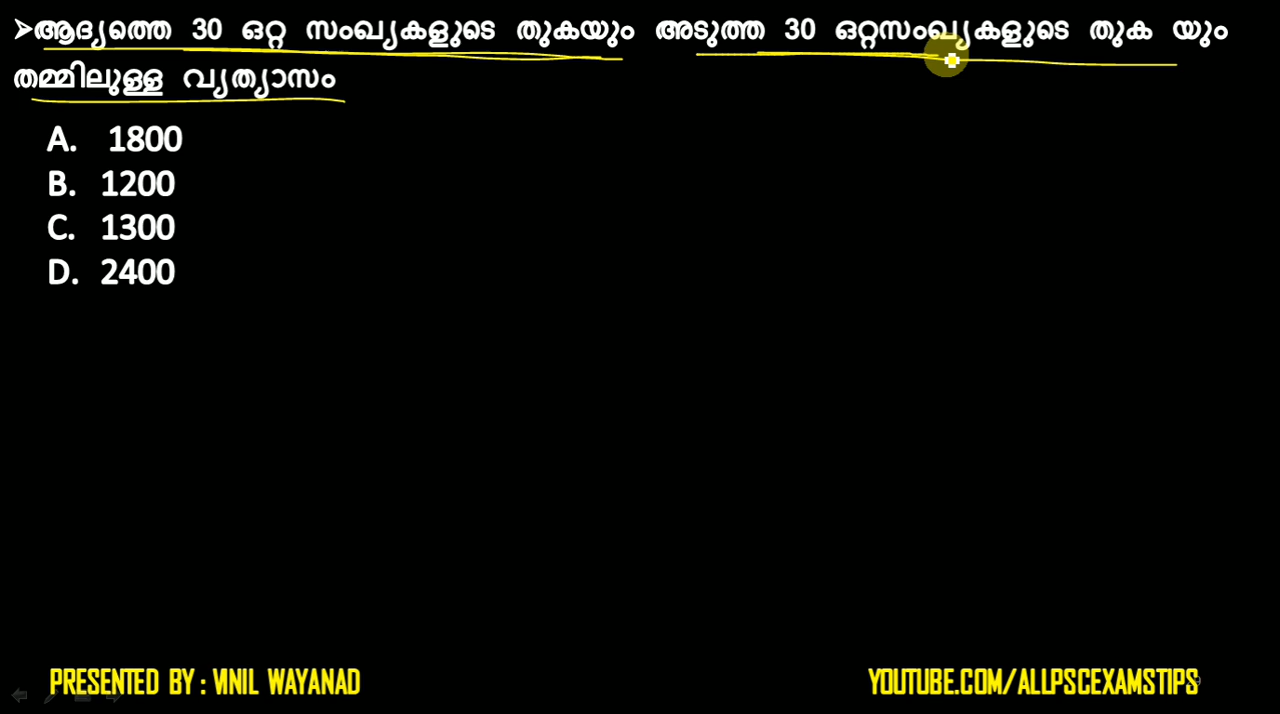 ➢ആദ്യത്തെ 30 ഒറ്റ സംഖ്യകളുടെ തുകയും അടുത്ത 30 ഒറ്റസംഖ്യകളുടെ തുക യും
തമ്മിലുള്ള വ്യത്യാസം
A. 1800
B. 1200
C. 1300
D. 2400
PRESENTED BY : VINIL WAYANAD
YOUTUBE.COM/ALLPSCEXAMSTIPS